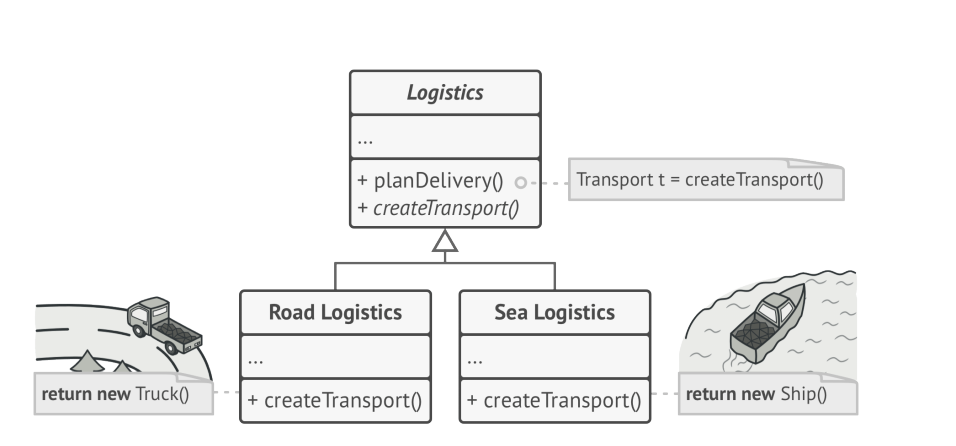 Logistics
...
+ planDelivery()
Transport t = createTransport()
+ createTransport()
Road Logistics
...
+ createTransport()
return new Truck()
Sea Logistics
...
+ createTransport()
return new Ship()